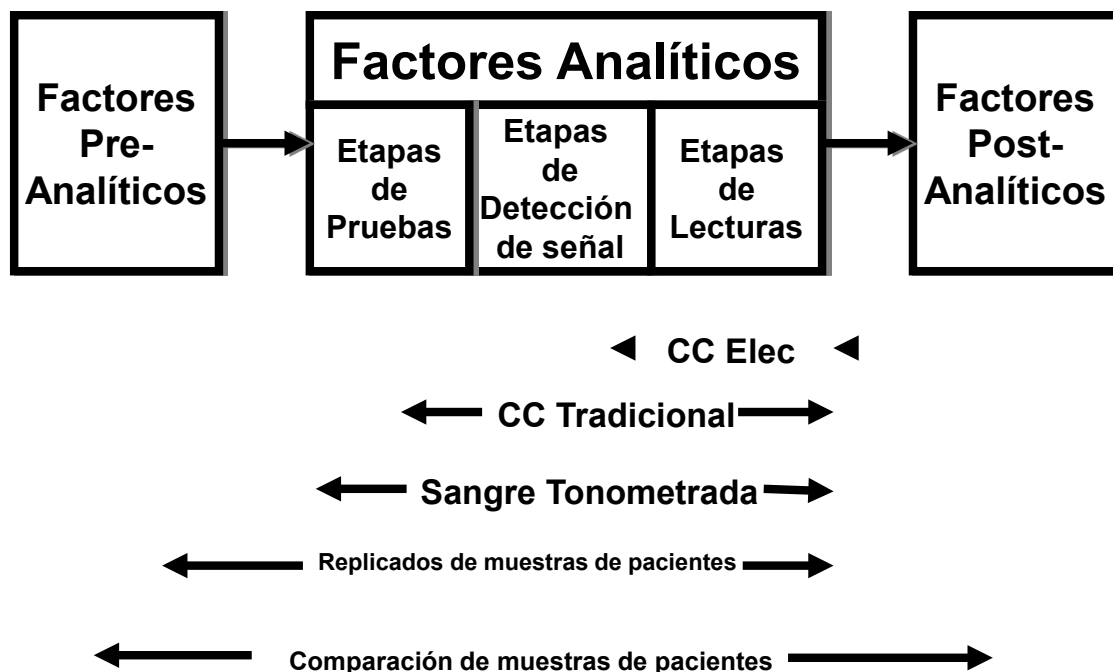 Factores
Pre-
Analíticos
Factores Analíticos
Etapas
de
Pruebas
Etapas
de
Detección
de señal
Etapas
de
Lecturas
Factores
Post-
Analíticos
CC Elec
CC Tradicional
Sangre Tonometrada
Replicados de muestras de pacientes
Comparación de muestras de pacientes